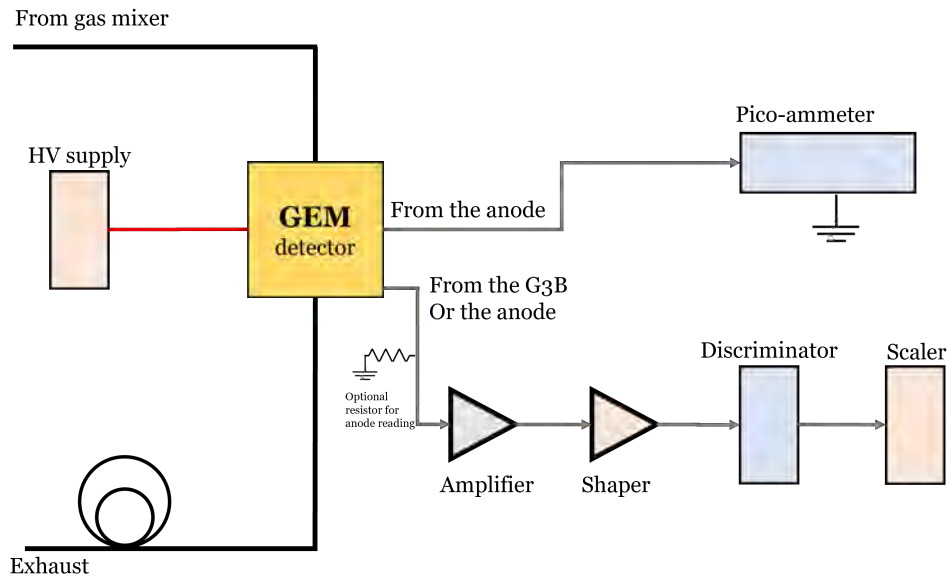 From gas mixer
Pico-ammeter
HV supply
GEM
detector
From the anode
From the G3B
Or the anode
Discriminator
Scaler
Optional
resistor for
anode reading
Amplifier
Shaper
Exhaust